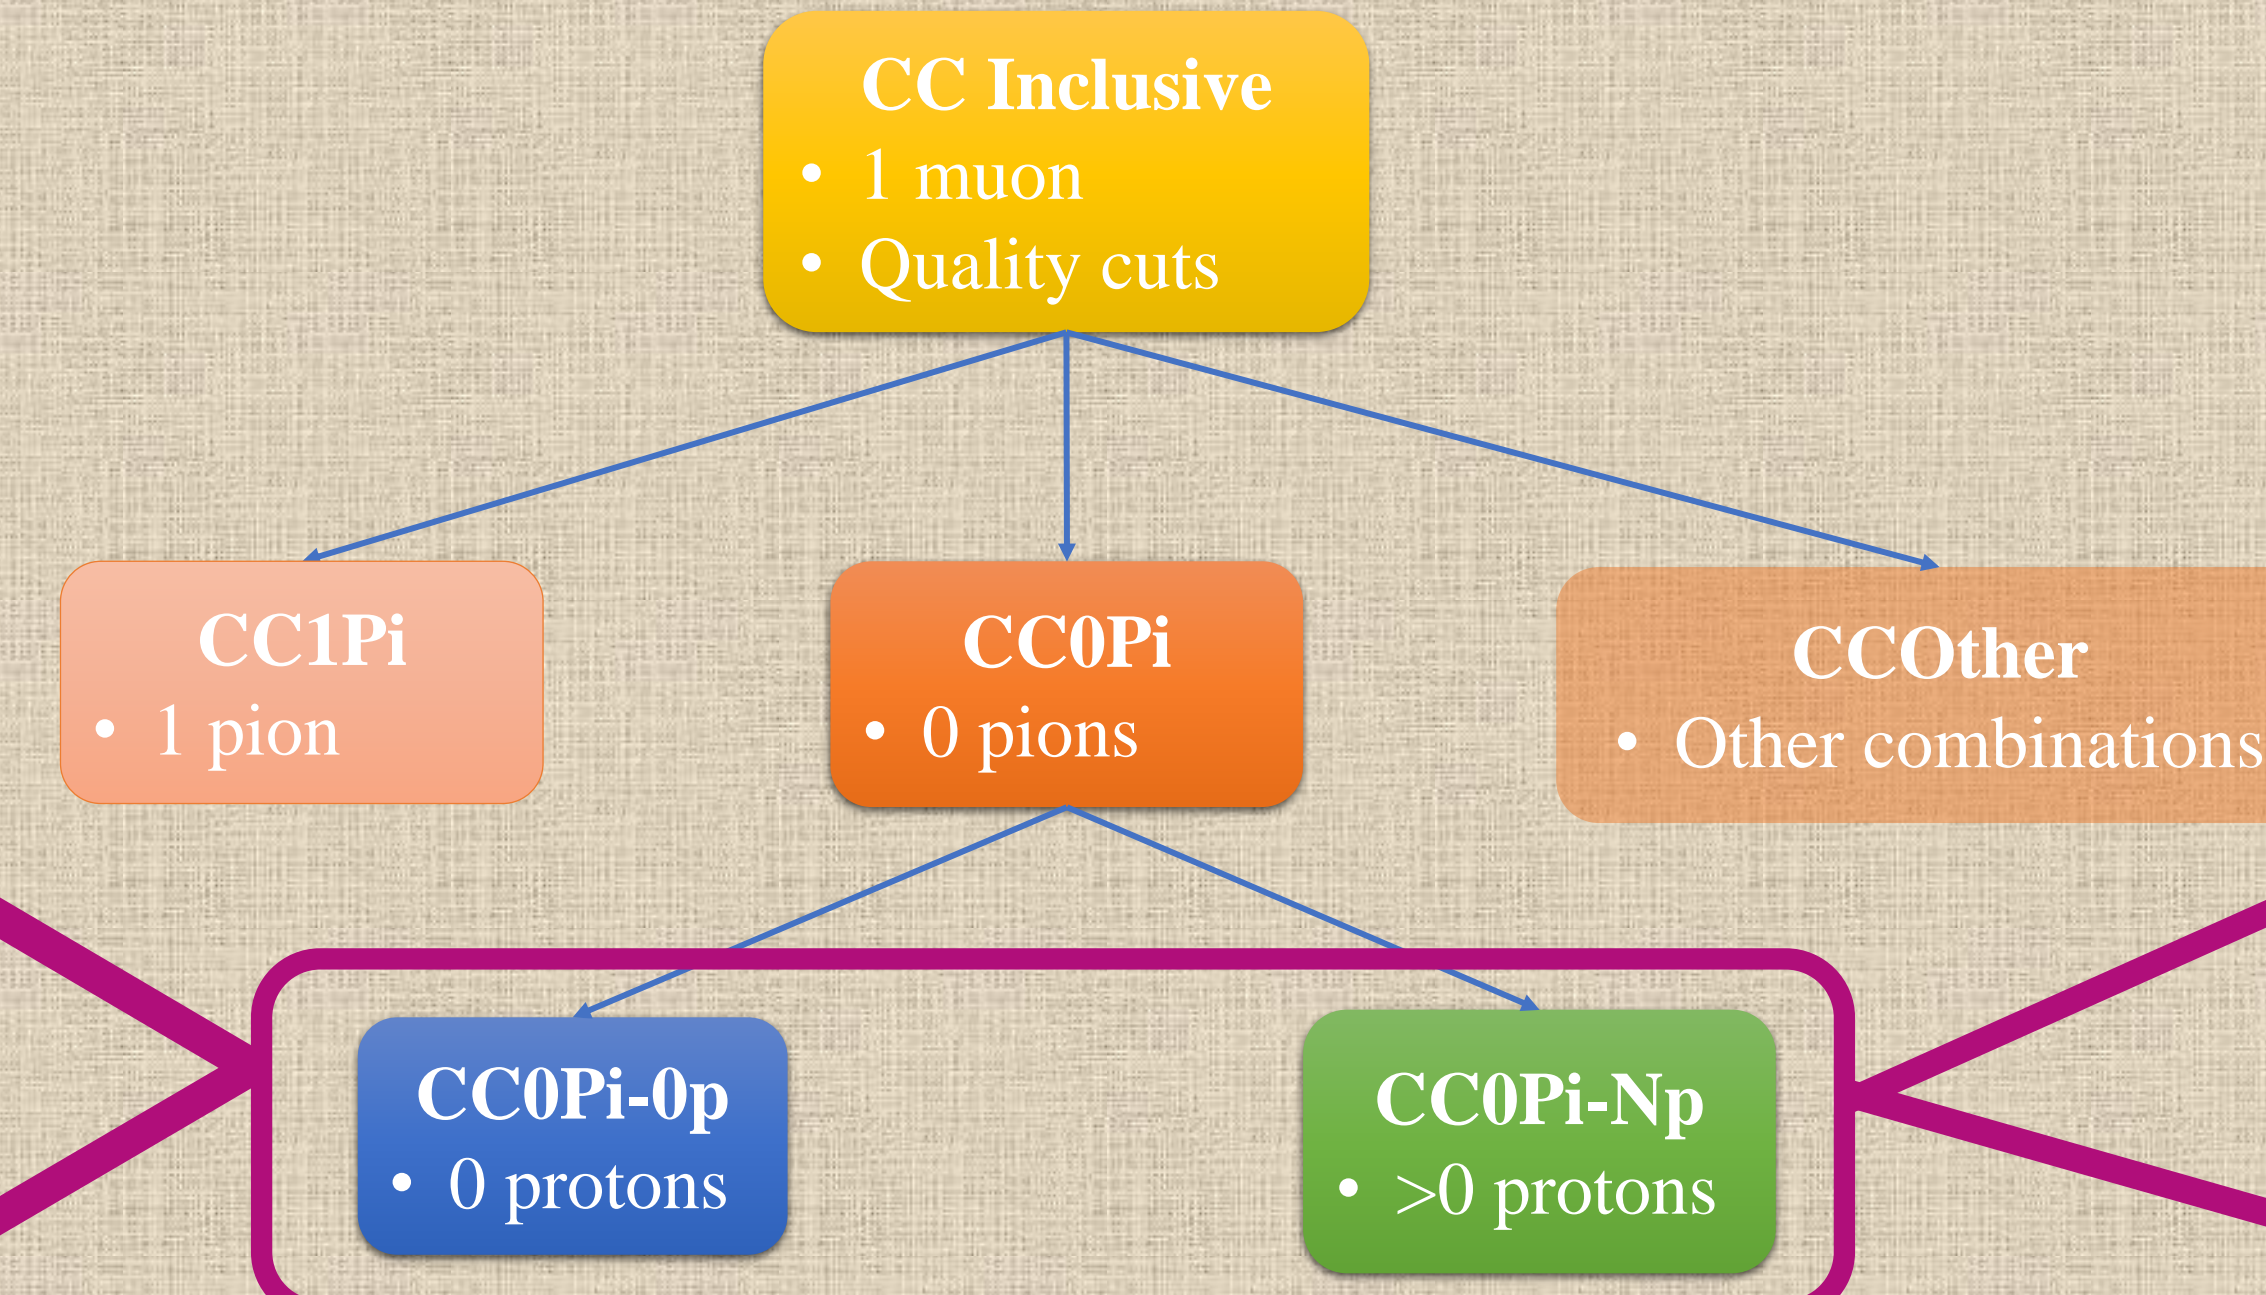 CC Inclusive
• 1 muon
• Quality cuts
CC1Pi
• 1 pion
CC0Pi
• 0 pions
CCOther
• Other combinations
CC0Pi-0p
• 0 protons
CC0Pi-Np
• >0 protons